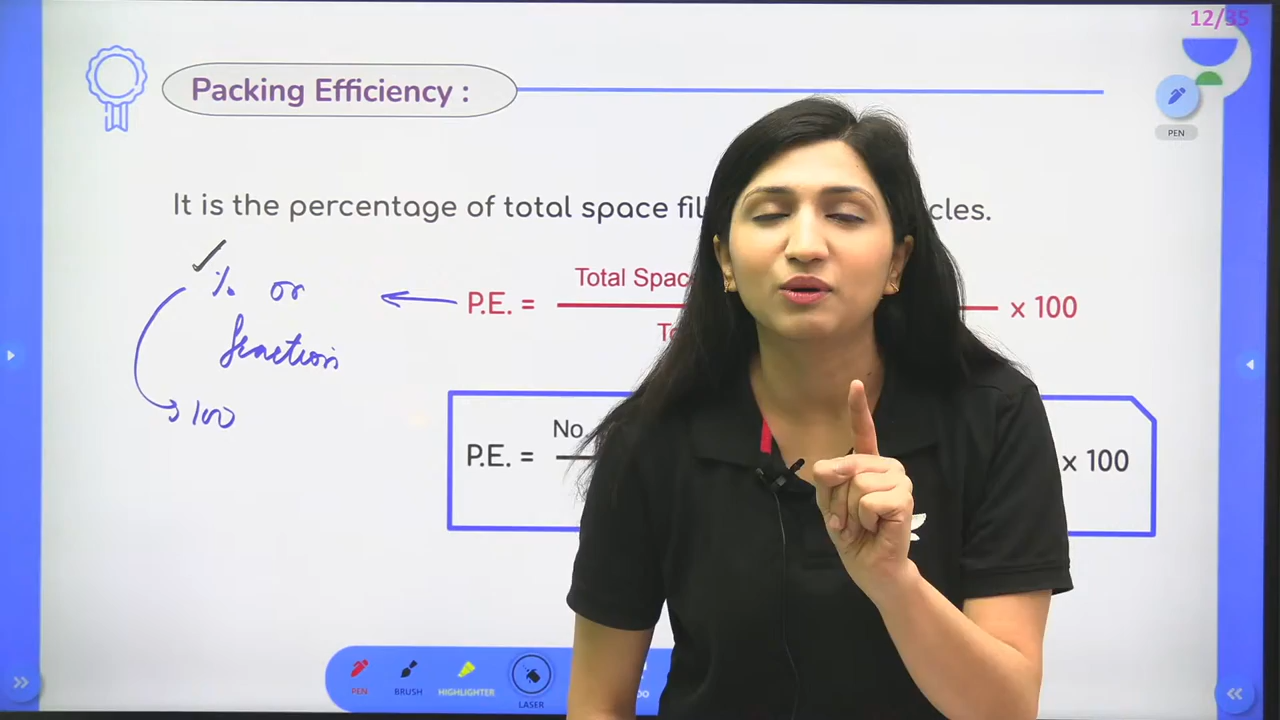 12/35
Packing Efficiency :
PEN
It is the percentage of total space fil cles.
% or
fraction
100
P.E. = Total Spac x 100
To
P.E. = No. x 100
PEN BRUSH HIGHLIGHTER LASER